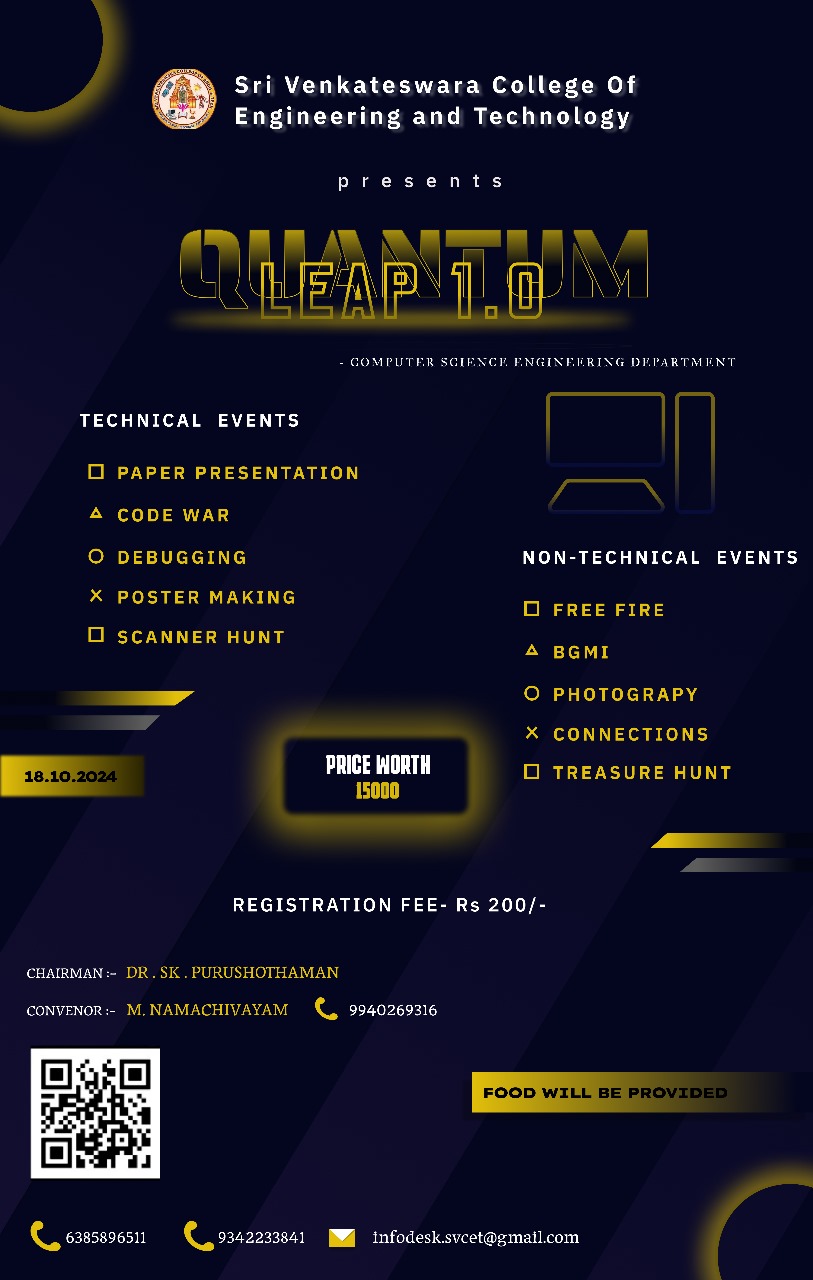 Sri Venkateswara College Of
Engineering and Technology
presents
QUANTUM
LEAP 1.0
- COMPUTER SCIENCE ENGINEERING DEPARTMENT
TECHNICAL EVENTS
PAPER PRESENTATION
CODE WAR
DEBUGGING
POSTER MAKING
SCANNER HUNT
NON-TECHNICAL EVENTS
FREE FIRE
BGMI
PHOTOGRAPY
CONNECTIONS
TREASURE HUNT
18.10.2024
PRICE WORTH
15000
REGISTRATION FEE- Rs 200/-
CHAIRMAN :- DR . SK . PURUSHOTHAMAN
CONVENOR :- M. NAMACHIVAYAM 9940269316
FOOD WILL BE PROVIDED
6385896511 9342233841 infodesk.svcet@gmail.com